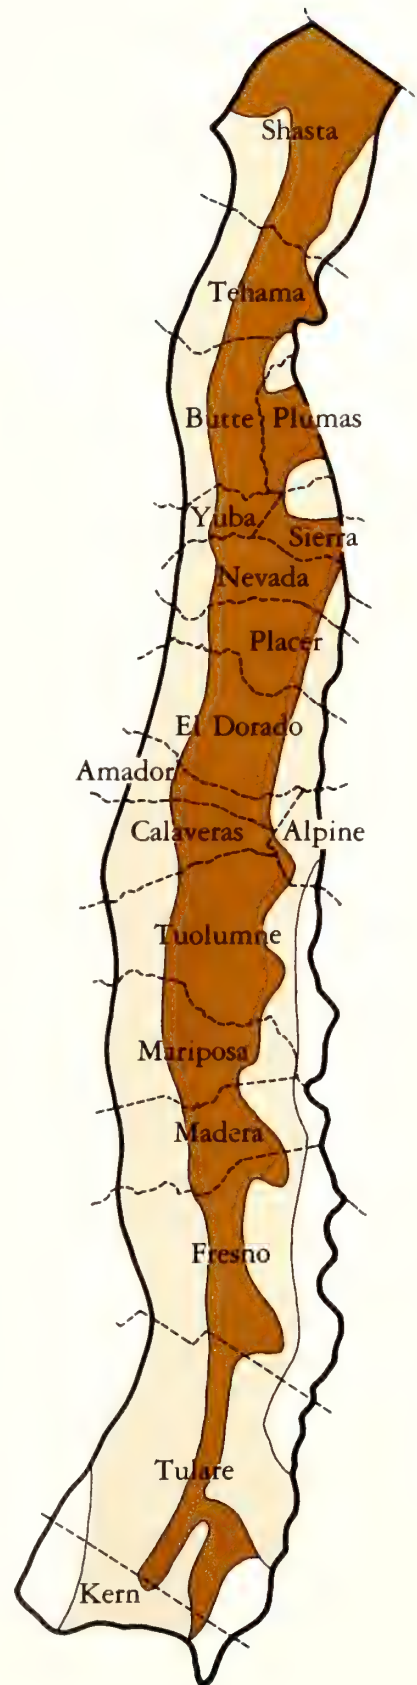 Shasta
Tehama
Butte Plumas
Yuba
Sierra
Nevada
Placer
El Dorado
Amador
Calaveras Alpine
Tuolumne
Mariposa
Madera
Fresno
Tulare
Kern